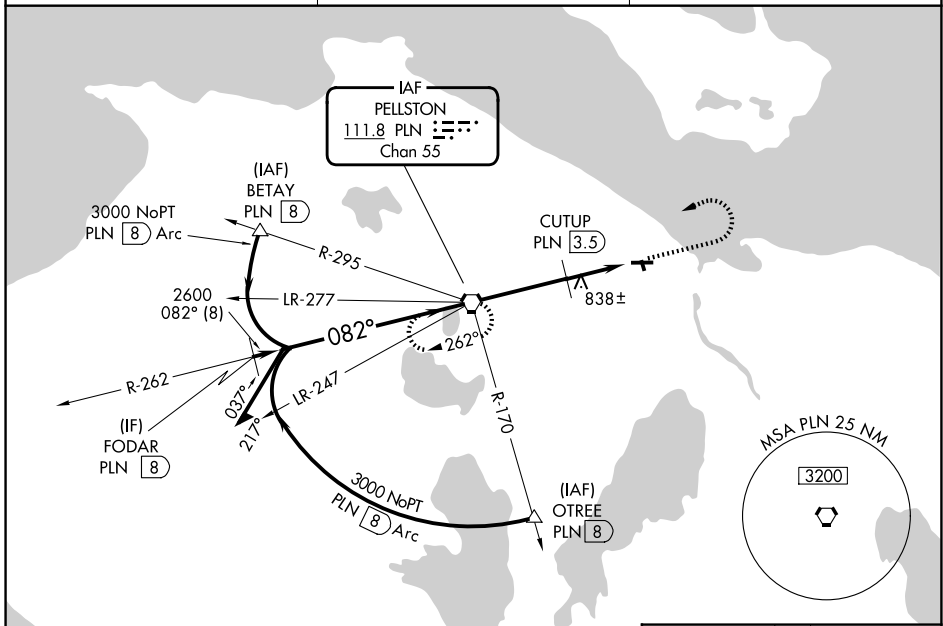 IAF
PELLSTON
111.8 PLN
Chan 55
(IAF)
BETAY
PLN 8
3000 NoPT
PLN 8 Arc
R-295
CUTUP
PLN 3.5
838±
2600
082° (8)
LR-277
082°
262°
R-262
037°
217°
LR-247
R-170
(IF)
FODAR
PLN 8
3000 NoPT
PLN 8 Arc
(IAF)
OTREE
PLN 8
MSA PLN 25 NM
3200